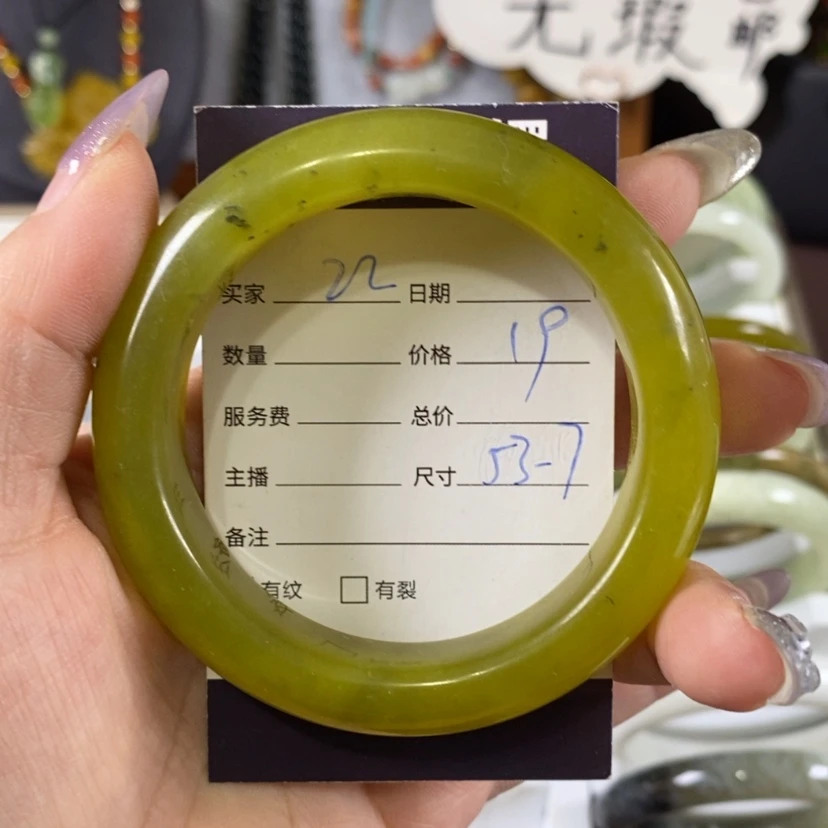 无瑕
买家 22 日期
数量 价格 19
服务费 总价
主播 尺寸 53-7
备注
有纹 有裂